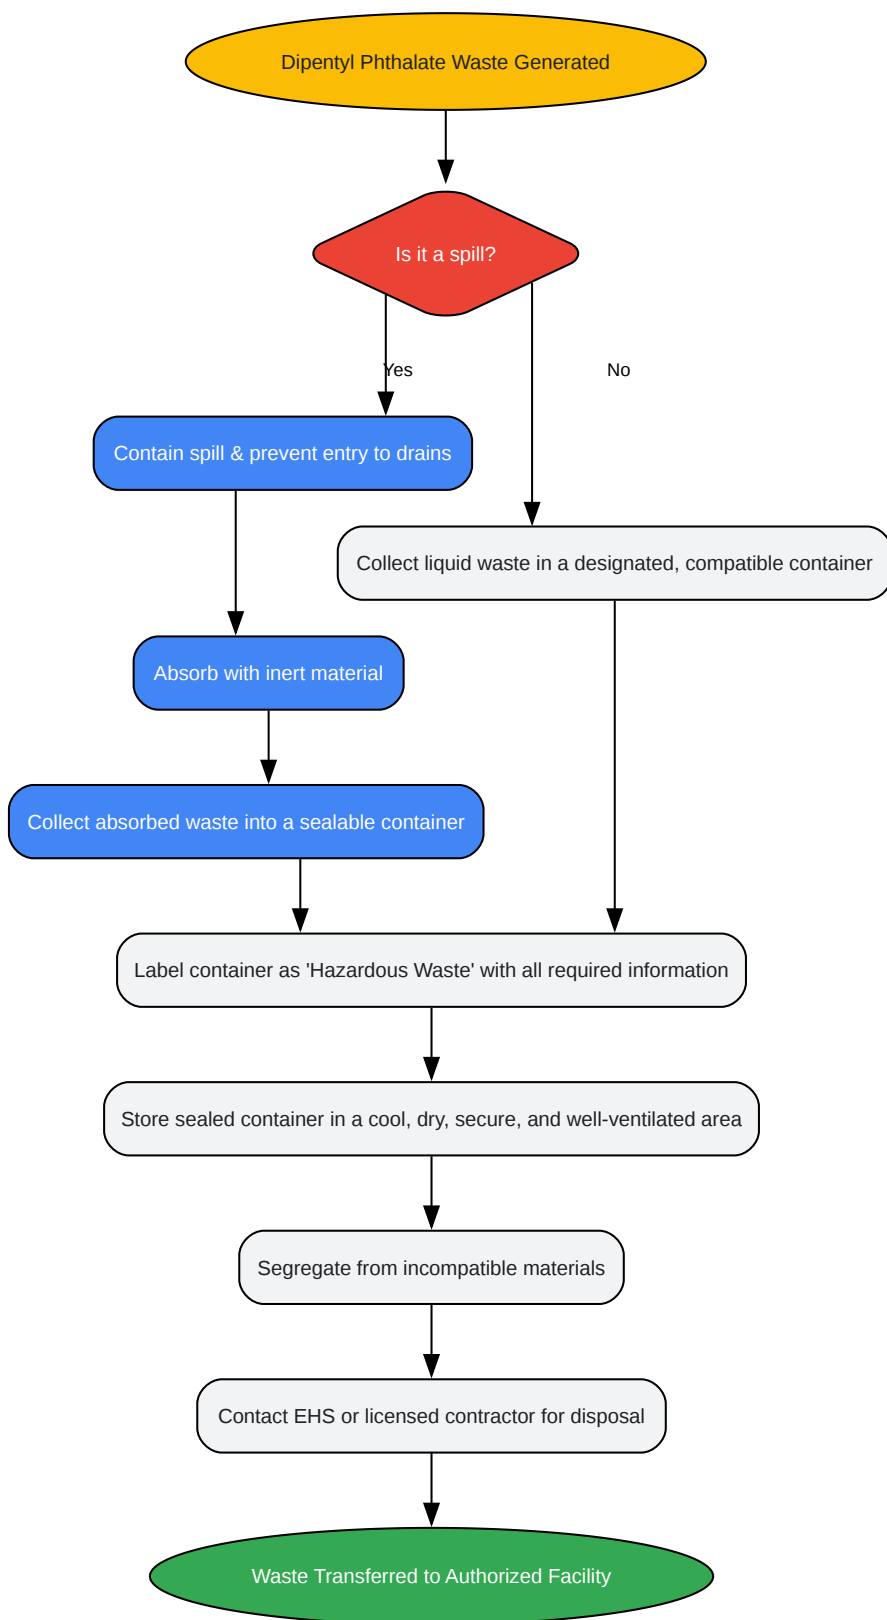 Dipentyl Phthalate Waste Generated
Is it a spill?
Yes
No
Contain spill & prevent entry to drains
Collect liquid waste in a designated, compatible container
Absorb with inert material
Collect absorbed waste into a sealable container
Label container as 'Hazardous Waste' with all required information
Store sealed container in a cool, dry, secure, and well-ventilated area
Segregate from incompatible materials
Contact EHS or licensed contractor for disposal
Waste Transferred to Authorized Facility